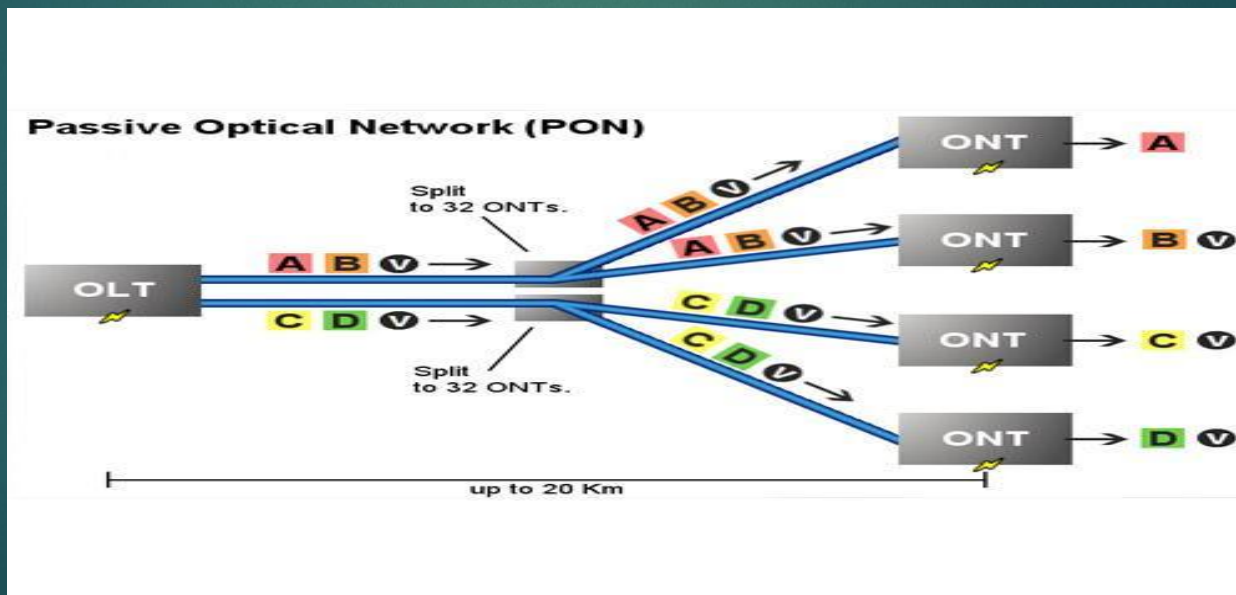 Passive Optical Network (PON)
Split
to 32 ONTs.
A B V
A B V
ONT
A
A B V
ONT
B V
OLT
C D V
C D V
ONT
C V
C D V
Split
to 32 ONTs.
ONT
D V
up to 20 Km